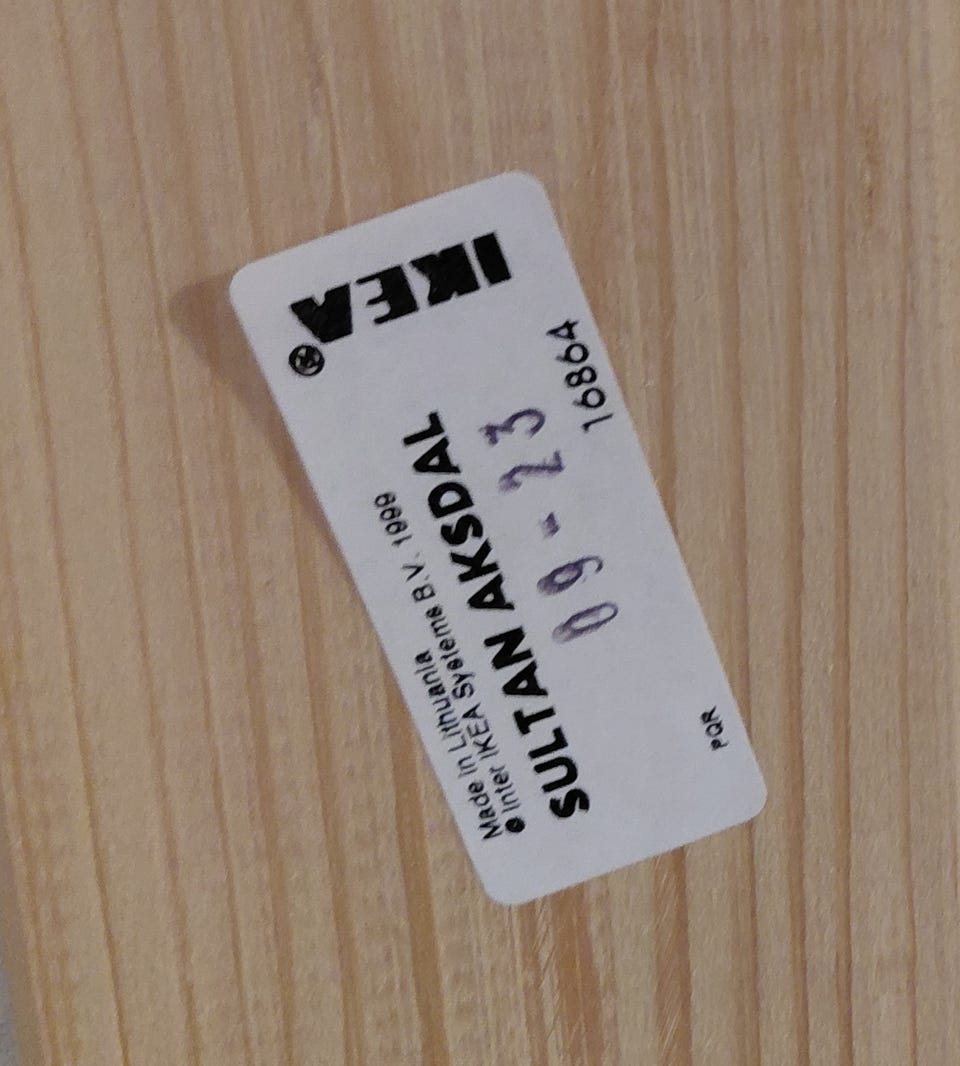 IKEA®
Made in Lithuania
© Inter IKEA Systems B.V. 1999
SULTAN AKSDAL
09-23
16864
PQR